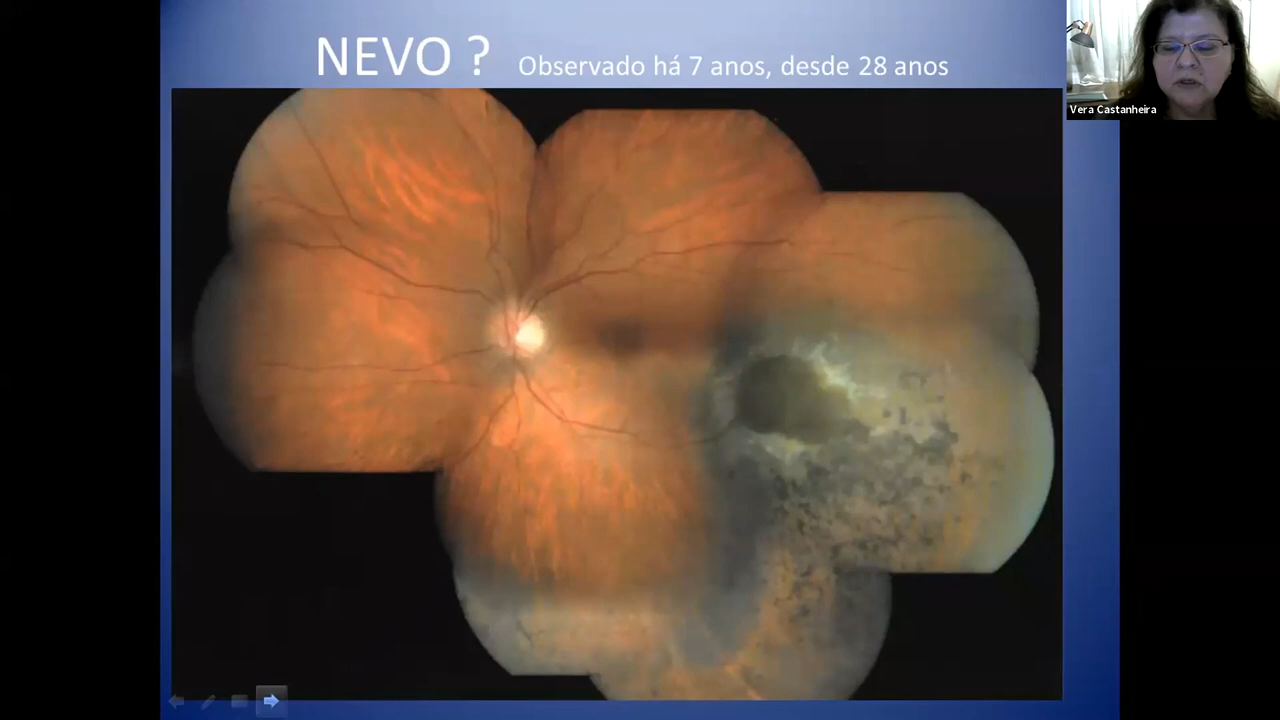 NEVO ? Observado há 7 anos, desde 28 anos
Vera Castanheira